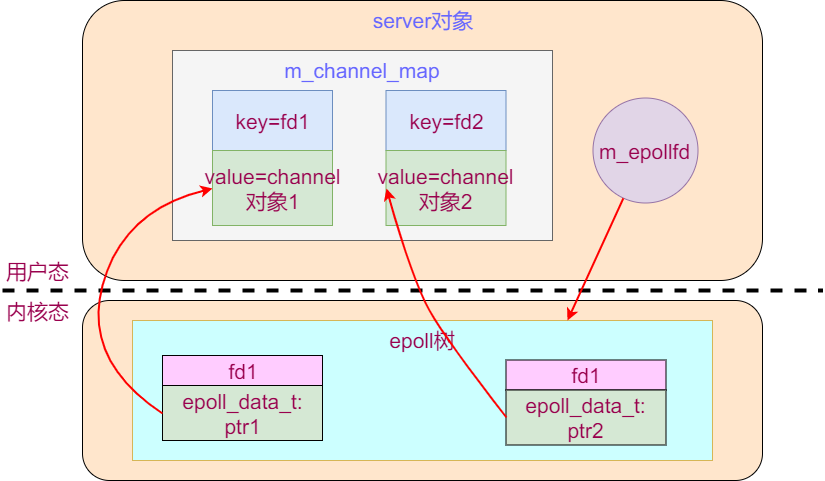 server对象
m_channel_map
key=fd1
key=fd2
m_epollfd
value=channel
对象1
value=channel
对象2
用户态
内核态
epoll树
fd1
fd1
epoll_data_t:
ptr1
epoll_data_t:
ptr2